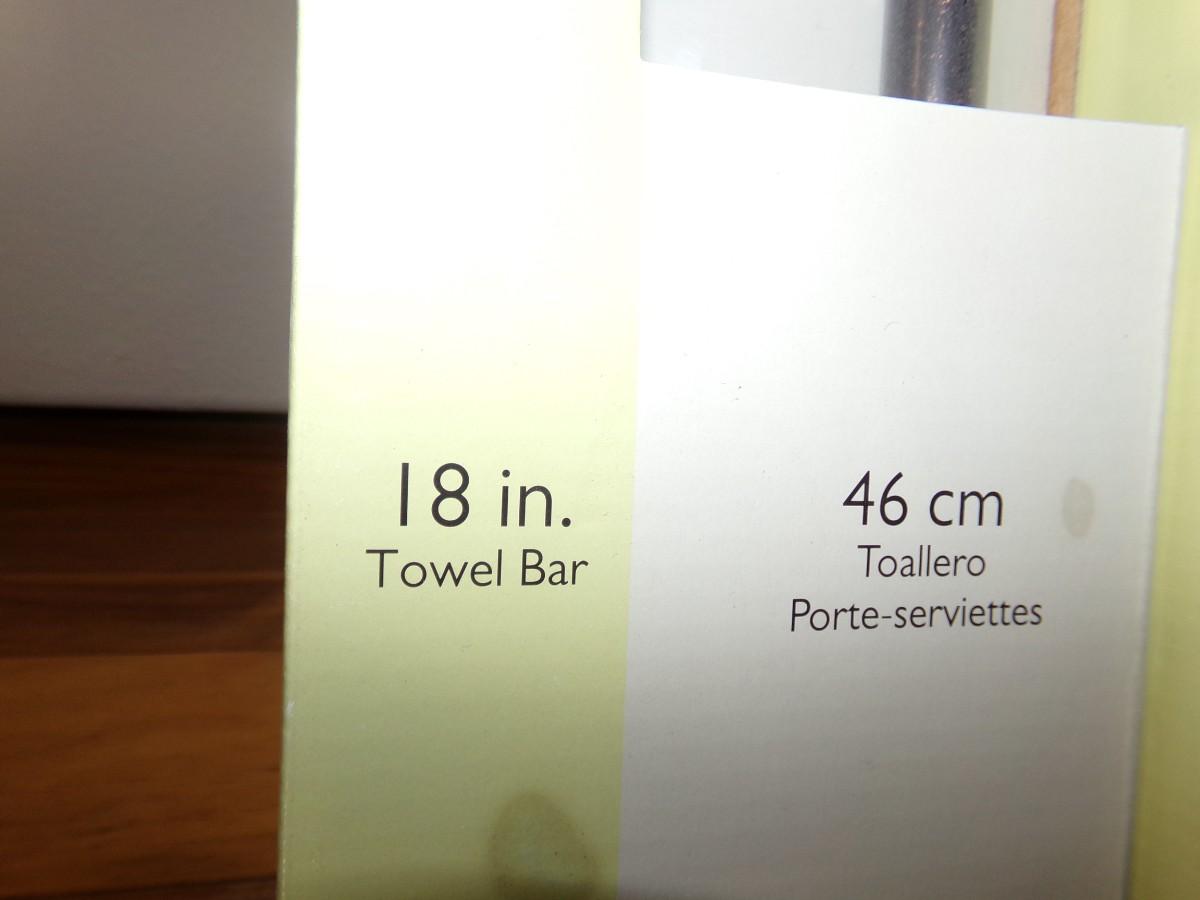 18 in.
Towel Bar
46 cm
Toallero
Porte-serviettes